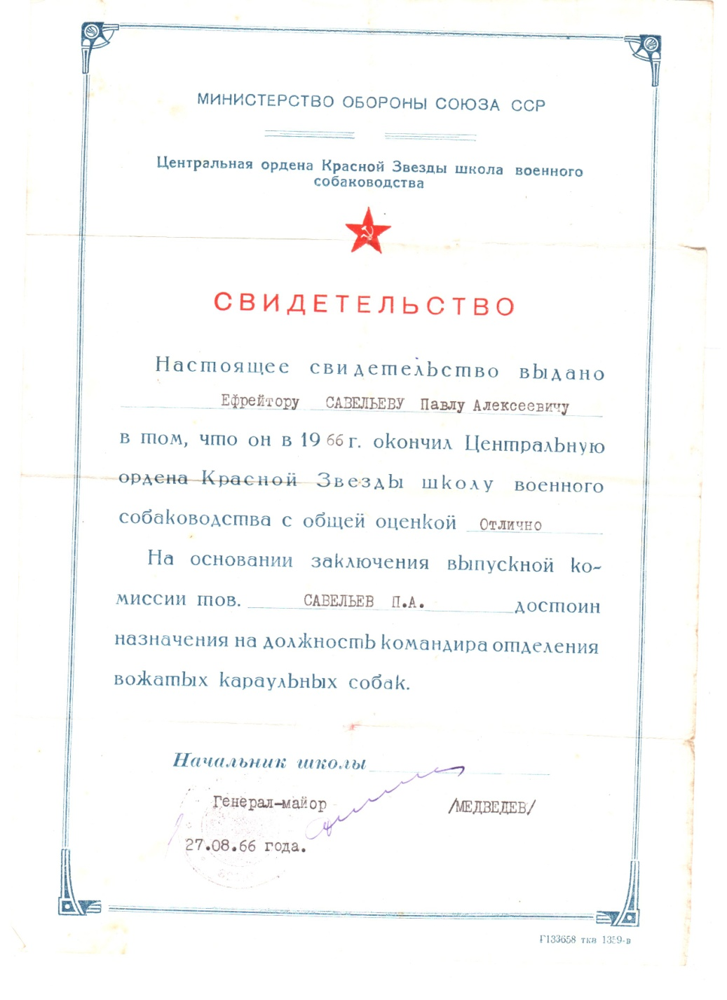 МИНИСТЕРСТВО ОБОРОНЫ СОЮЗА ССР
Центральная ордена Красной Звезды школа военного
собаководства
СВИДЕТЕЛЬСТВО
Настоящее свидетельство выдано
Ефрейтору САВЕЛЬЕВУ Павлу Алексеевичу
в том, что он в 1966 г. окончил Центральную
ордена Красной Звезды школу военного
собаководства с общей оценкой Отлично
На основании заключения выпускной ко-
миссии тов. САВЕЛЬЕВ П.А. достоин
назначения на должность командира отделения
вожатых караульных собак.
Начальник школы
Генерал-майор /МЕДВЕДЕВ/
27.08.66 года.
Г133658 ткв